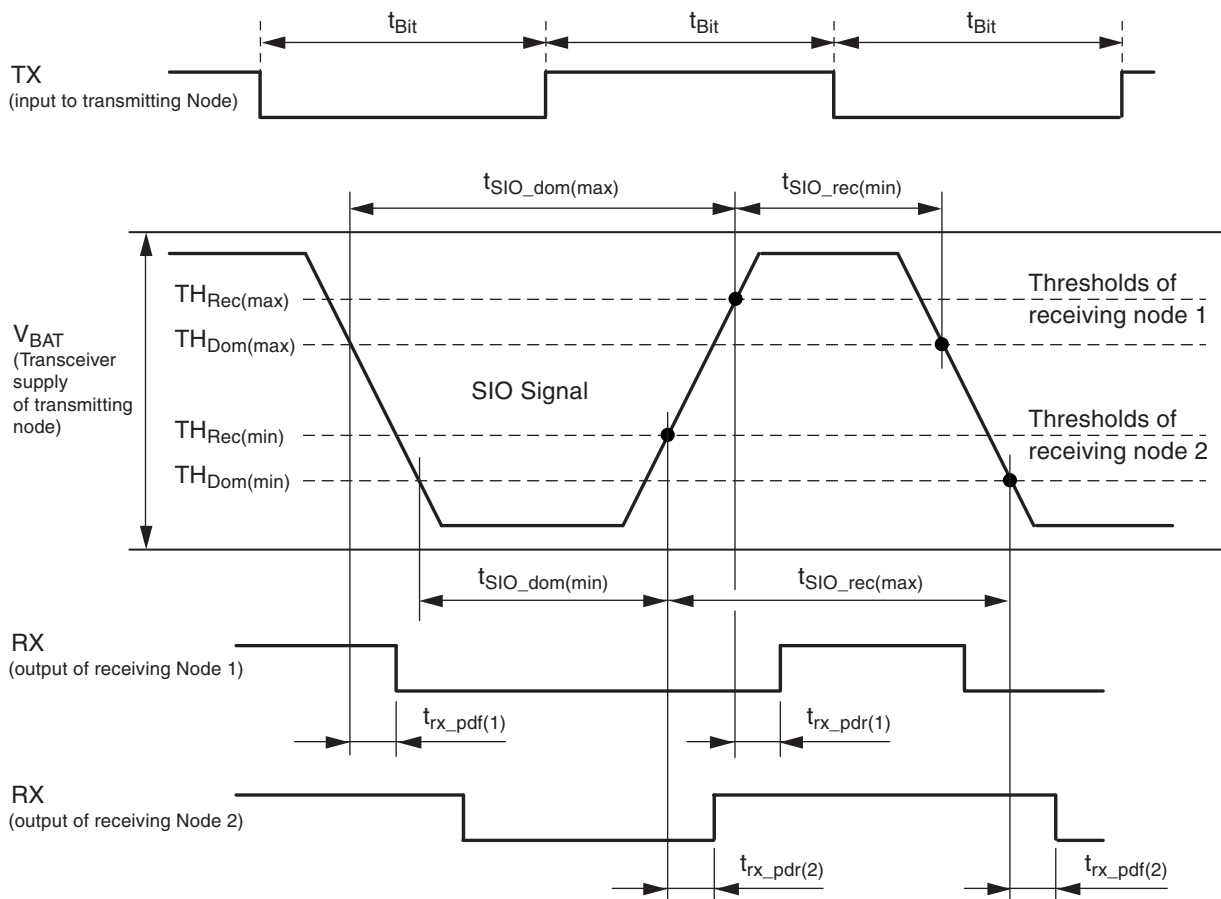 tBit tBit tBit
TX
(input to transmitting Node)
tSIO_dom(max) tSIO_rec(min)
THRec(max)
Thresholds of
receiving node 1
VBAT
(Transceiver
supply
of transmitting
node)
THDom(max)
SIO Signal
THRec(min)
Thresholds of
receiving node 2
THDom(min)
tSIO_dom(min) tSIO_rec(max)
RX
(output of receiving Node 1)
trx_pdf(1) trx_pdr(1)
RX
(output of receiving Node 2)
trx_pdr(2) trx_pdf(2)